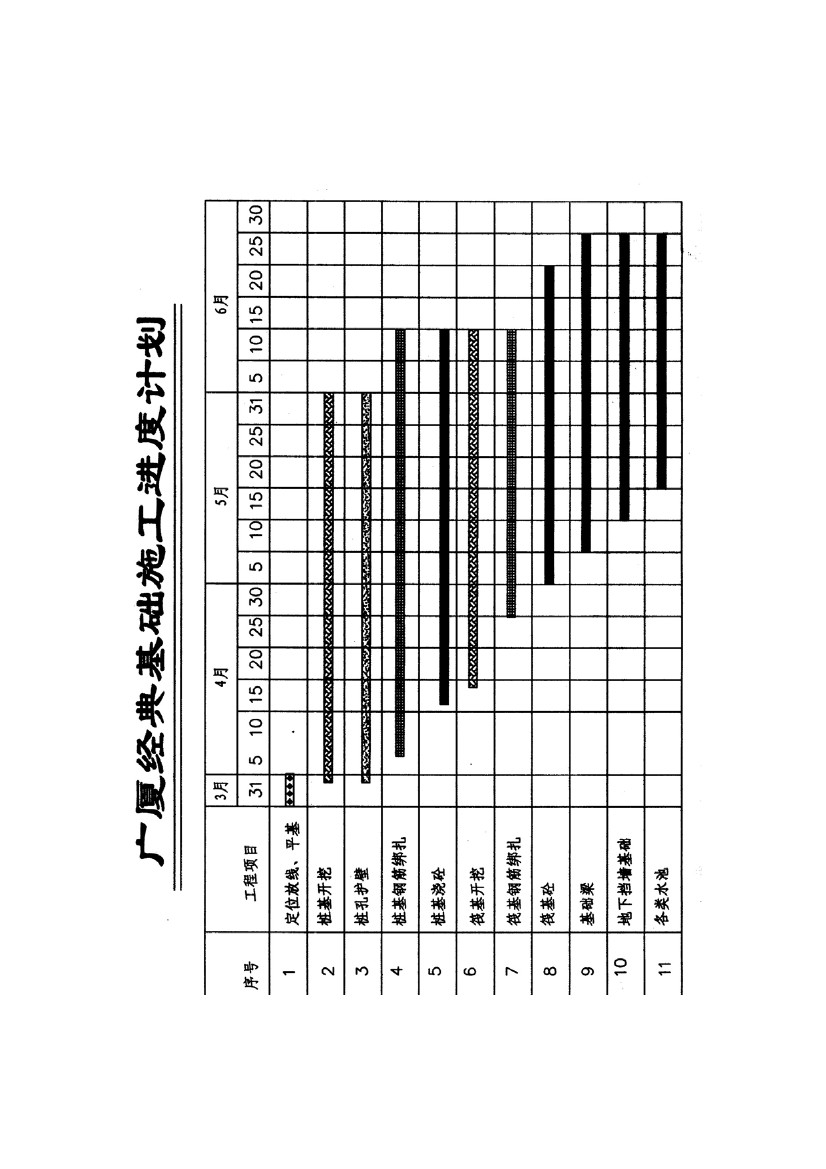 广厦经典基础施工进度计划
序号 工程项目 3月 4月 5月 6月
31 5 10 15 20 25 30 5 10 15 20 25 31 5 10 15 20 25 30
1 定位放线、平基
2 桩基开挖
3 桩孔护壁
4 桩基钢筋绑扎
5 桩基浇砼
6 筏基开挖
7 筏基钢筋绑扎
8 筏基砼
9 基础梁
10 地下挡墙基础
11 各类水池